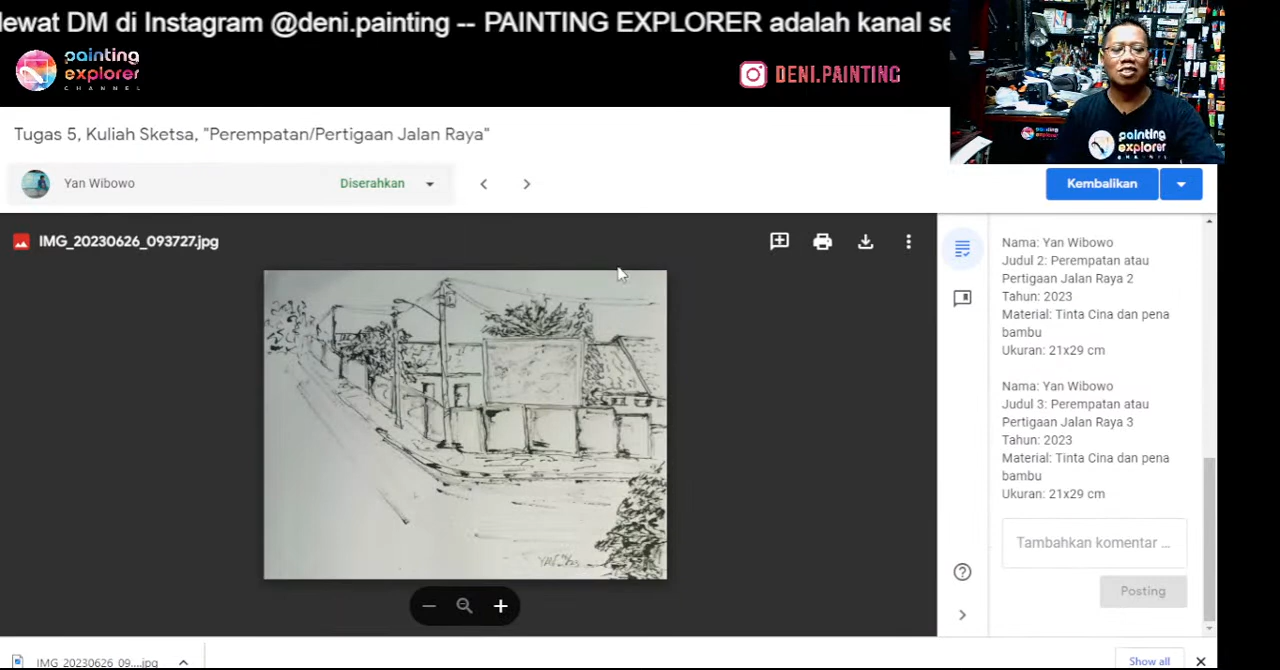 lewat DM di Instagram @deni.painting -- PAINTING EXPLORER adalah kanal se
painting
explorer
CHANNEL
DENI.PAINTING
painting
explorer
Tugas 5, Kuliah Sketsa, "Perempatan/Pertigaan Jalan Raya"
Yan Wibowo
Diserahkan
Kembalikan
IMG_20230626_093727.jpg
Nama: Yan Wibowo
Judul 2: Perempatan atau
Pertigaan Jalan Raya 2
Tahun: 2023
Material: Tinta Cina dan pena
bambu
Ukuran: 21x29 cm
Nama: Yan Wibowo
Judul 3: Perempatan atau
Pertigaan Jalan Raya 3
Tahun: 2023
Material: Tinta Cina dan pena
bambu
Ukuran: 21x29 cm
Tambahkan komentar ...
Posting
IMG_20230626_09....jpg
Show all